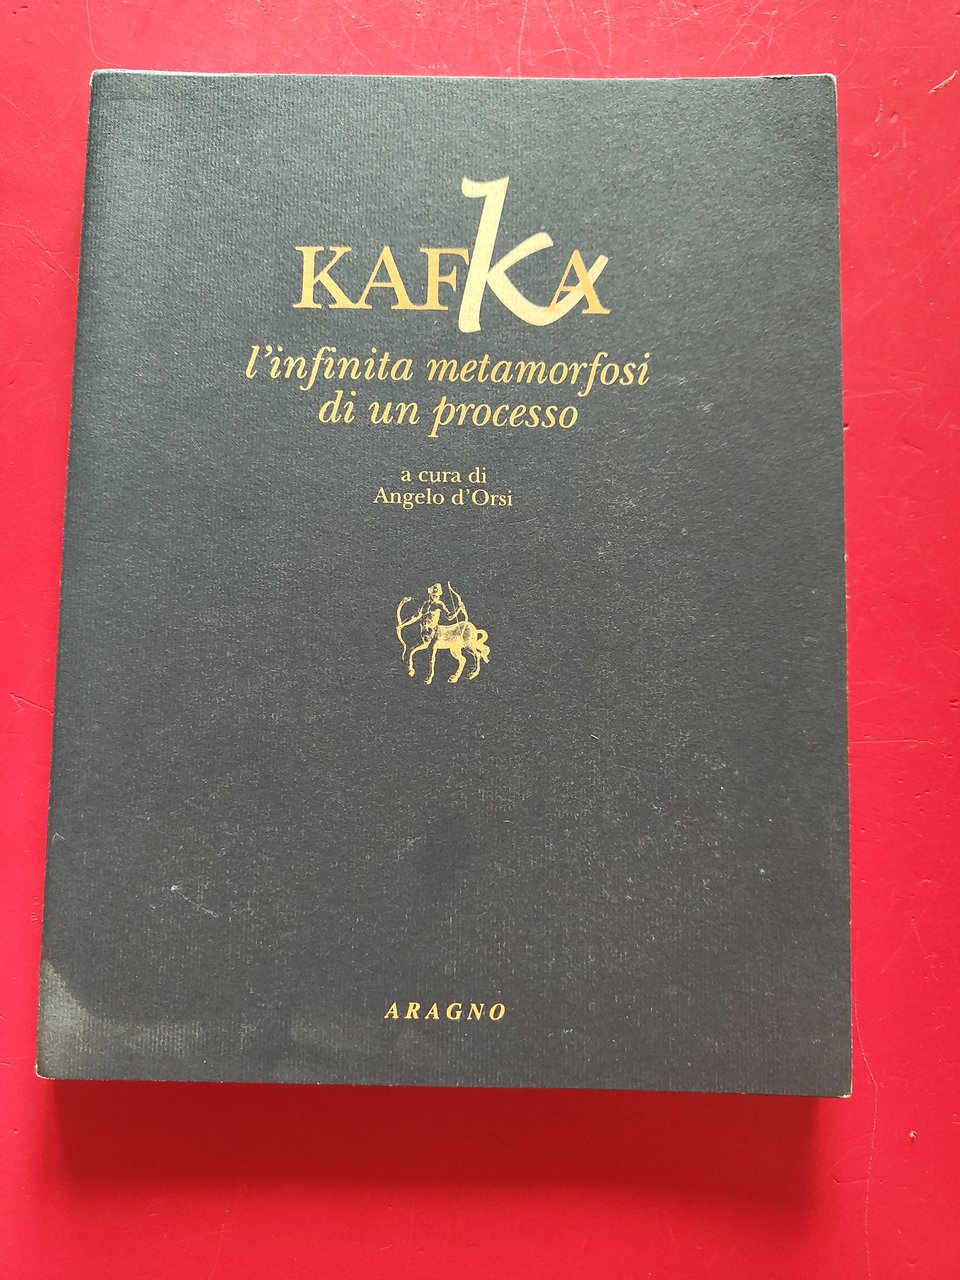 KAFKA
l'infinita metamorfosi
di un processo
a cura di
Angelo d'Orsi
ARAGNO